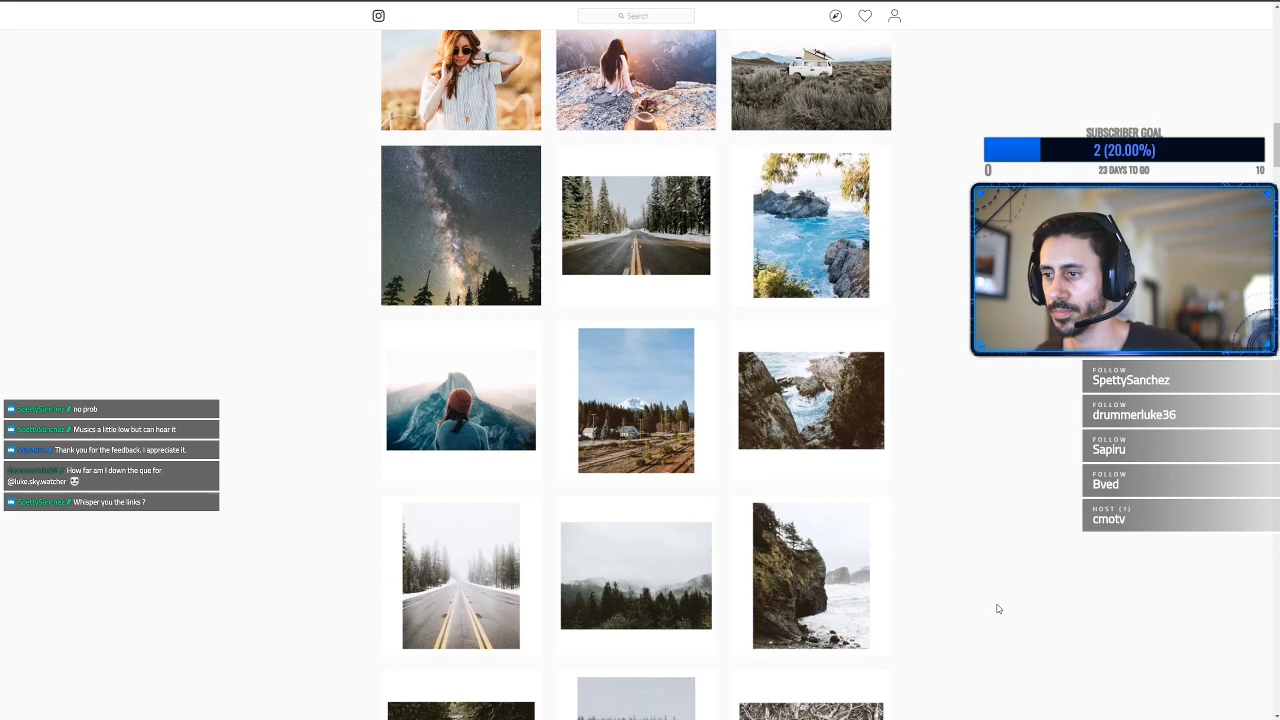 Search
SUBSCRIBER GOAL
2 (20.00%)
0
23 DAYS TO GO
10
SpettySanchez // no prob
SpettySanchez // Musics a little low but can hear it
Thank you for the feedback. I appreciate it.
drummerluke36 // How far am I down the que for
@luke.sky.watcher
SpettySanchez // Whisper you the links ?
FOLLOW
SpettySanchez
FOLLOW
drummerluke36
FOLLOW
Sapiru
FOLLOW
Bved
HOST (1)
cmotv